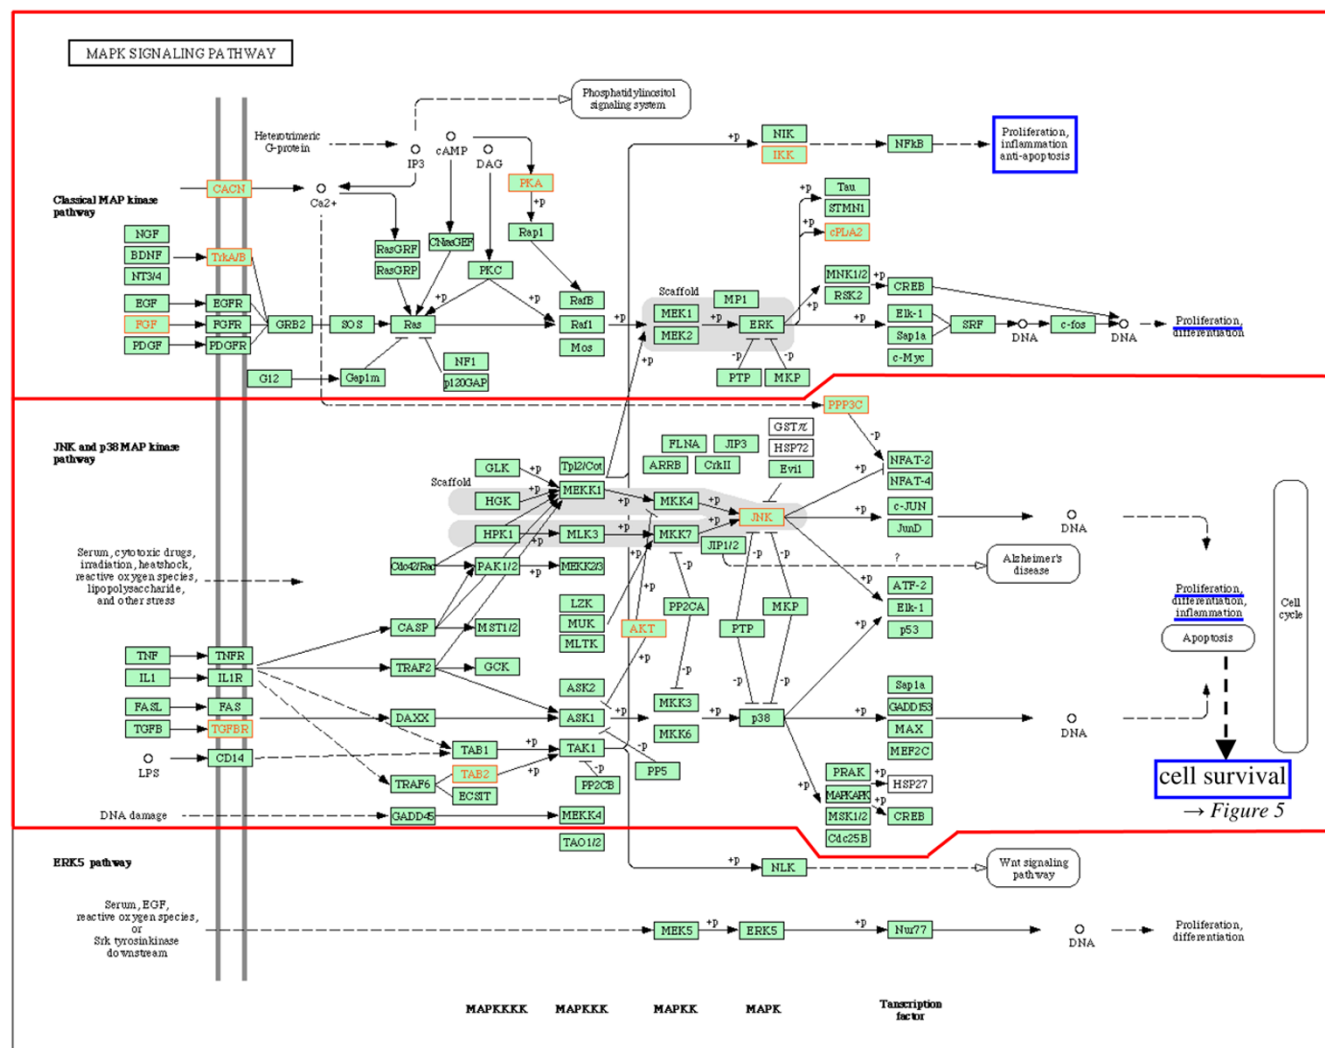 MAPK SIGNALING PATHWAY
Phosphatidylinositol
signaling system
Heterotrimeric
G-protein
IP3
cAMP
DAG
+p
NIK
IKK
NFkB
Proliferation,
inflammation
anti-apoptosis
CACN
Ca2+
PKA
+p
Classical MAP kinase
pathway
+p
Tau
STMN1
+p
cPLA2
NGF
BDNF
NT3/4
TrkA/B
RasGRF
RasGRP
CNrasGEF
PKC
Rap1
EGF
EGFR
FGF
FGFR
PDGF
PDGFR
GRB2
SOS
Ras
+p
+p
RafB
Raf1
Mos
+p
Scaffold
MEK1
MEK2
+p
MP1
ERK
+p
MNK1/2
RSK2
+p
CREB
+p
Elk-1
Sap1a
c-Myc
SRF
DNA
c-fos
DNA
Proliferation,
differentiation
G12
Gap1m
NF1
p120GAP
+p
-p
-p
PTP
MKP
PPP3C
-p
JNK and p38 MAP kinase
pathway
GLK
+p
Tpl2/Cot
FLNA
JIP3
ARRB
CrkII
GSTπ
HSP72
Evi1
NFAT-2
NFAT-4
Scaffold
HGK
+p
MEKK1
+p
MKK4
+p
JNK
+p
+p
c-JUN
JunD
DNA
HPK1
+p
MLK3
+p
MKK7
+p
JIP1/2
?
Alzheimer's
disease
Serum, cytotoxic drugs,
irradiation, heatshock,
reactive oxygen species,
lipopolysaccharide,
and other stress
Cdc42/Rac
PAK1/2
MEKK2/3
-p
-p
-p
+p
ATF-2
Elk-1
p53
+p
LZK
MUK
MLTK
+p
AKT
PP2CA
PTP
MKP
Proliferation,
differentiation,
inflammation
Apoptosis
Cell
cycle
CASP
MST1/2
TRAF2
GCK
TNF
TNFR
IL1
IL1R
FASL
FAS
TGFB
TGFBR
LPS
CD14
DAXX
ASK2
ASK1
+p
+p
-p
MKK3
MKK6
+p
-p
-p
p38
+p
Sap1a
GADD153
MAX
MEF2C
DNA
TAB1
+p
TAK1
-p
TAB2
+p
-p
PP2CB
PP5
TRAF6
ECSIT
+p
PRAK
+p
HSP27
MAPKAPK
+p
MSK1/2
CREB
Cdc25B
cell survival
→ Figure 5
DNA damage
GADD45
MEKK4
TAO1/2
ERK5 pathway
+p
NLK
Wnt signaling
pathway
Serum, EGF,
reactive oxygen species,
or
Srk tyrosinkinase
downstream
MEK5
+p
ERK5
+p
Nur77
DNA
Proliferation,
differentiation
MAPKKKK
MAPKKK
MAPKK
MAPK
Tanscription
factor